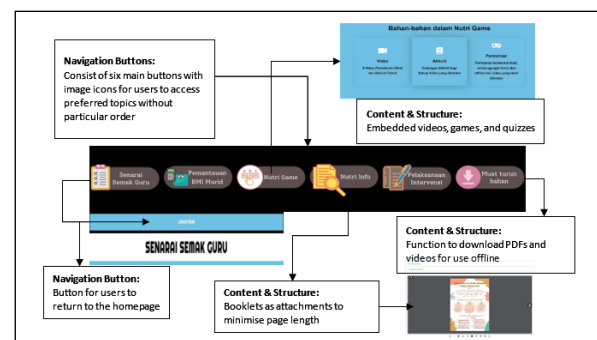 Bahan-bahan dalam Nutri Game
Video
Aktiviti
Permainan
Navigation Buttons:
Consist of six main buttons with
image icons for users to access
preferred topics without
particular order
Content & Structure:
Embedded videos, games, and quizzes
Senarai
Semak Guru
Pemantauan
BMI Murid
Nutri Game
Nutri Info
Pelaksanaan
Intervensi
Muat turun
bahan
SENARAI SEMAK GURU
Navigation Button:
Button for users to
return to the homepage
Content & Structure:
Booklets as attachments to
minimise page length
Content & Structure:
Function to download PDFs and
videos for use offline